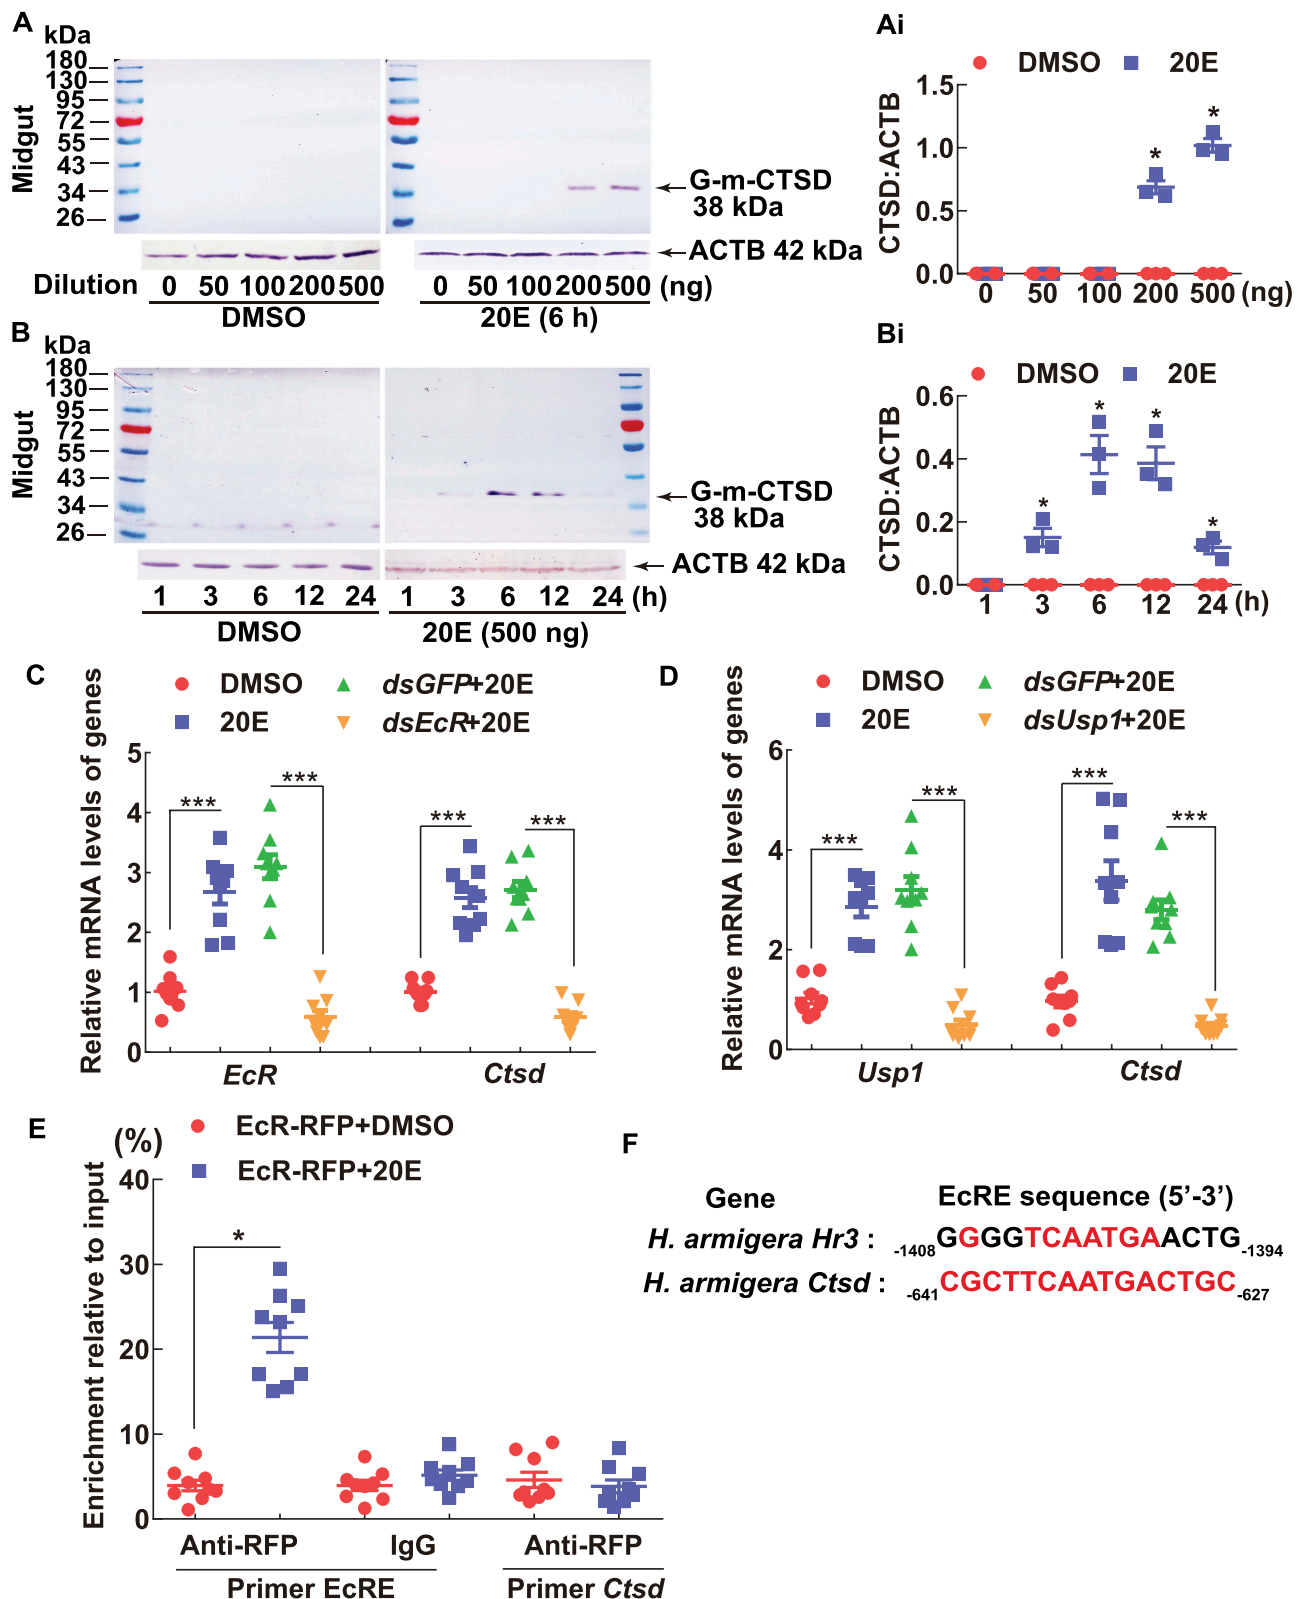 A
kDa
180
130
95
72
55
43
34
26
Midgut
G-m-CTSD
38 kDa
ACTB 42 kDa
Dilution 0 50 100 200 500 0 50 100 200 500 (ng)
DMSO 20E (6 h)
Ai
DMSO 20E
CTSD:ACTB
1.5
1.0
0.5
0.0
* *
0 50 100 200 500 (ng)
B
kDa
180
130
95
72
55
43
34
26
Midgut
G-m-CTSD
38 kDa
ACTB 42 kDa
1 3 6 12 24 1 3 6 12 24 (h)
DMSO 20E (500 ng)
Bi
DMSO 20E
CTSD:ACTB
0.6
0.4
0.2
0.0
* * * *
1 3 6 12 24 (h)
C
DMSO dsGFP+20E
20E dsEcR+20E
Relative mRNA levels of genes
5
4
3
2
1
0
*** *** *** ***
EcR Ctsd
D
DMSO dsGFP+20E
20E dsUsp1+20E
Relative mRNA levels of genes
6
4
2
0
*** *** *** ***
Usp1 Ctsd
E
(%)
EcR-RFP+DMSO
EcR-RFP+20E
Enrichment relative to input
40
30
20
10
0
*
Anti-RFP IgG Anti-RFP
Primer EcRE Primer Ctsd
F
Gene EcRE sequence (5’-3’)
H. armigera Hr3 : -1408GGGGTCAATGAACTG-1394
H. armigera Ctsd : -641CGCTTCAATGACTGC-627